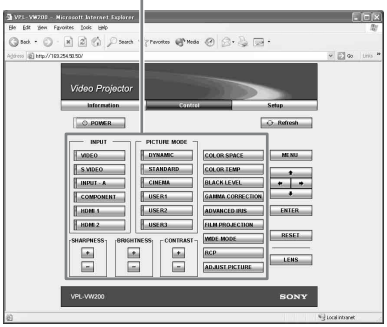 VPL-VW200 - Microsoft Internet Explorer
File Edit View Favorites Tools Help
Back Search Favorites Media
Address http://169.254.50.50/ Go Links »
Video Projector
Information Control Setup
POWER Refresh
INPUT PICTURE MODE
VIDEO DYNAMIC COLOR SPACE MENU
S VIDEO STANDARD COLOR TEMP
INPUT - A CINEMA BLACK LEVEL
COMPONENT USER1 GAMMA CORRECTION
HDMI 1 USER2 ADVANCED IRIS ENTER
HDMI 2 USER3 FILM PROJECTION
WIDE MODE RESET
SHARPNESS BRIGHTNESS CONTRAST
+ + + RCP
- - - ADJUST PICTURE LENS
VPL-VW200 SONY
Local intranet